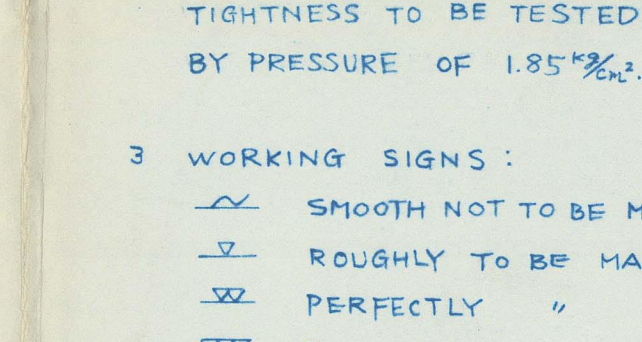 TIGHTNESS TO BE TESTED
BY PRESSURE OF 1.85 kg/cm².
3 WORKING SIGNS:
SMOOTH NOT TO BE M
ROUGHLY TO BE MA
PERFECTLY "